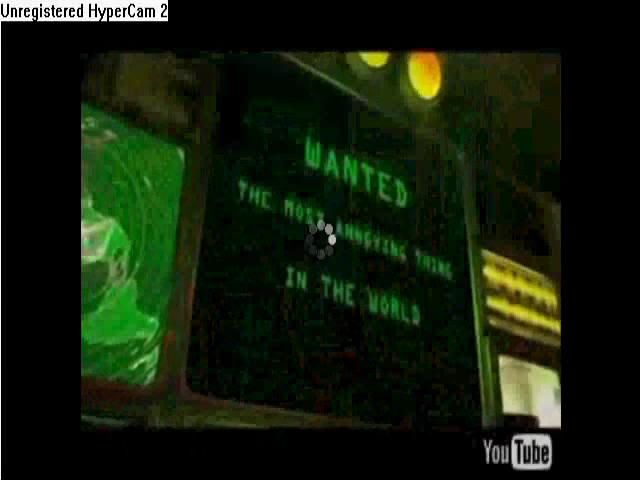 Unregistered HyperCam 2
WANTED
THE MOST ANNOYING THING
IN THE WORLD
YouTube